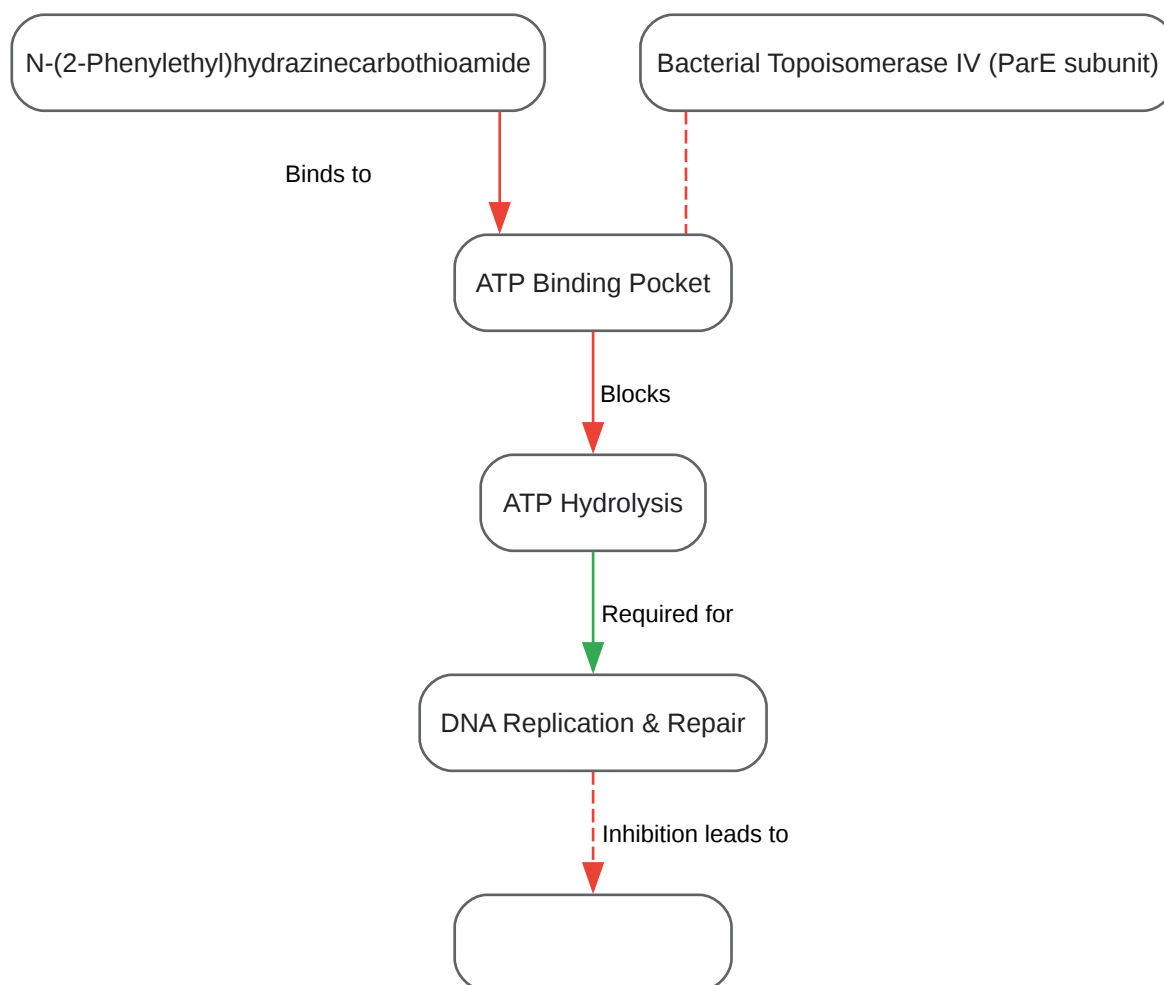 N-(2-Phenylethyl)hydrazinecarbothioamide
Bacterial Topoisomerase IV (ParE subunit)
Binds to
ATP Binding Pocket
Blocks
ATP Hydrolysis
Required for
DNA Replication & Repair
Inhibition leads to